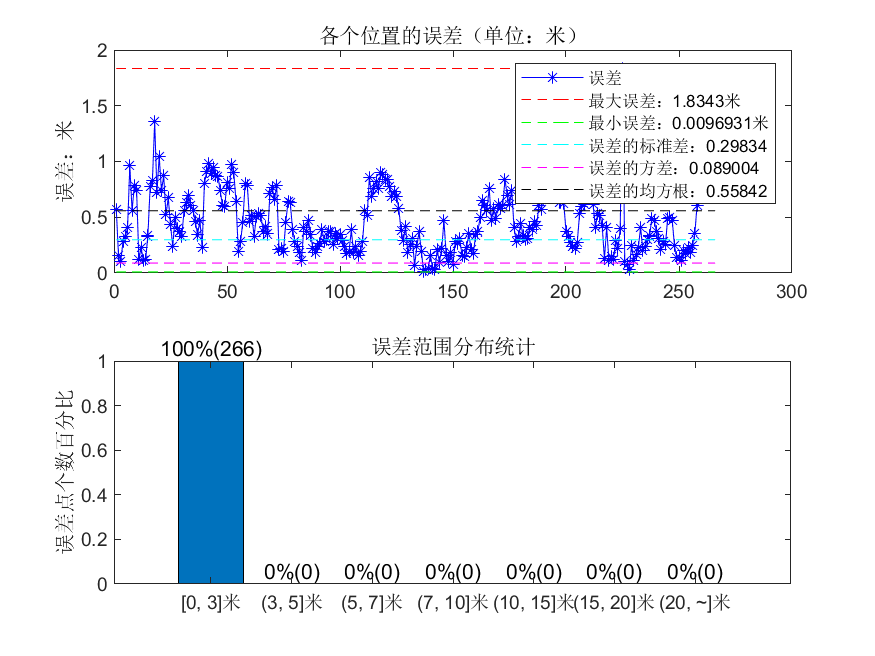 各个位置的误差（单位：米）
2
1.5
1
0.5
0
误差：米
误差
最大误差：1.8343米
最小误差：0.0096931米
误差的标准差：0.29834
误差的方差：0.089004
误差的均方根：0.55842
0 50 100 150 200 250 300
误差范围分布统计
100%(266)
1
0.8
0.6
0.4
0.2
0
误差点个数百分比
0%(0) 0%(0) 0%(0) 0%(0) 0%(0) 0%(0)
[0, 3]米 (3, 5]米 (5, 7]米 (7, 10]米 (10, 15]米 (15, 20]米 (20, ~]米